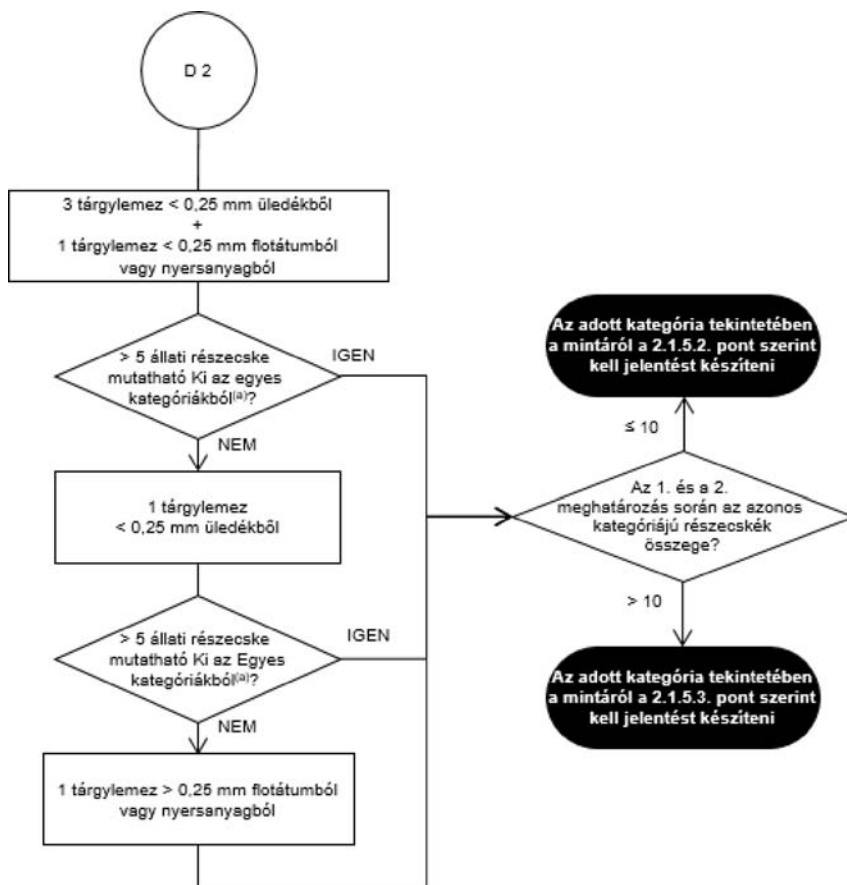 D 2
3 tárgylemez < 0,25 mm üledékből
+
1 tárgylemez < 0,25 mm flotátumból
vagy nyersanyagból
> 5 állati részecske
mutatható Ki az egyes
kategóriákból(a)?
IGEN
NEM
1 tárgylemez
< 0,25 mm üledékből
> 5 állati részecske
mutatható Ki az Egyes
kategóriákból(a)?
IGEN
NEM
1 tárgylemez > 0,25 mm flotátumból
vagy nyersanyagból
Az adott kategória tekintetében
a mintáról a 2.1.5.2. pont szerint
kell jelentést készíteni
≤ 10
Az 1. és a 2.
meghatározás során az azonos
kategóriájú részecskék
összege?
> 10
Az adott kategória tekintetében
a mintáról a 2.1.5.3. pont szerint
kell jelentést készíteni